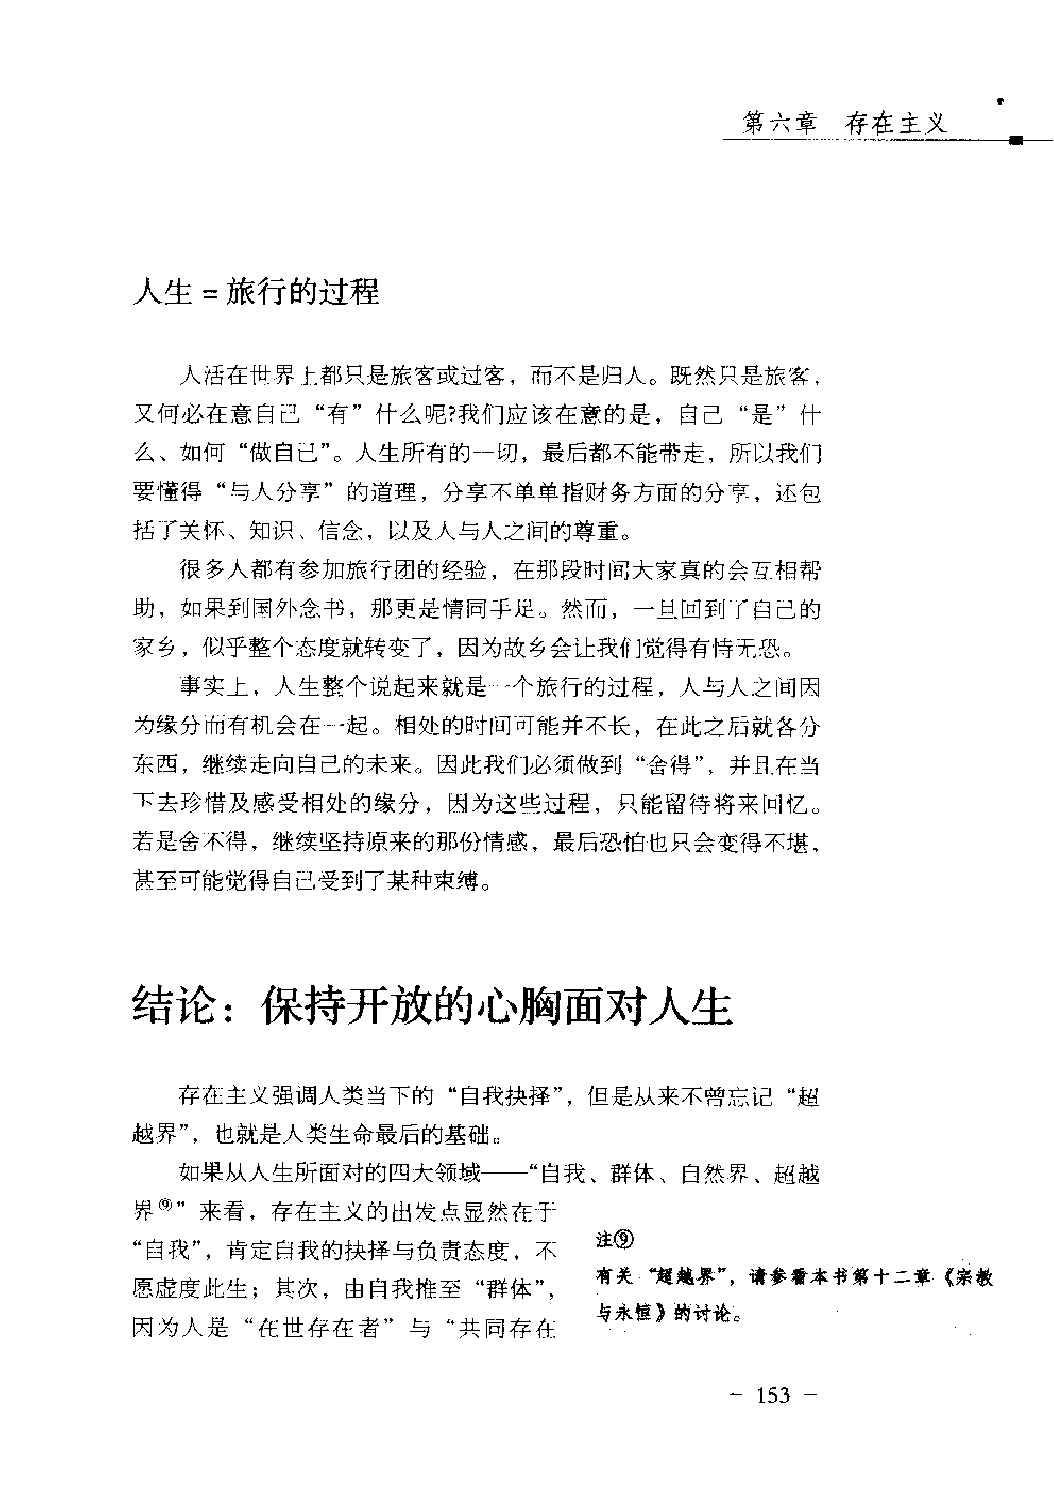 第六章 存在主义
人生=旅行的过程
人活在世界上都只是旅客或过客，而不是归人。既然只是旅客，
又何必在意自己“有”什么呢?我们应该在意的是，自己“是”什
么、如何“做自己”。人生所有的一切，最后都不能带走，所以我们
要懂得“与人分享”的道理，分享不单单指财务方面的分享，还包
括了关怀、知识、信念，以及人与人之间的尊重。
很多人都有参加旅行团的经验，在那段时间大家真的会互相帮
助，如果到国外念书，那更是情同手足。然而，一旦回到了自己的
家乡，似乎整个态度就转变了，因为故乡会让我们觉得有恃无恐。
事实上，人生整个说起来就是一个旅行的过程，人与人之间因
为缘分而有机会在一起。相处的时间可能并不长，在此之后就各分
东西，继续走向自己的未来。因此我们必须做到“舍得”，并且在当
下去珍惜及感受相处的缘分，因为这些过程，只能留待将来回忆。
若是舍不得，继续坚持原来的那份情感，最后恐怕也只会变得不堪，
甚至可能觉得自己受到了某种束缚。
结论：保持开放的心胸面对人生
存在主义强调人类当下的“自我抉择”，但是从来不曾忘记“超
越界”，也就是人类生命最后的基础。
如果从人生所面对的四大领域——“自我、群体、自然界、超越
界⑨”来看，存在主义的出发点显然在于
“自我”，肯定自我的抉择与负责态度，不
愿虚度此生；其次，由自我推至“群体”，
因为人是“在世存在者”与“共同存在
注⑨
有关“超越界”，请参看本书第十二章《宗教
与永恒》的讨论。
- 153 -